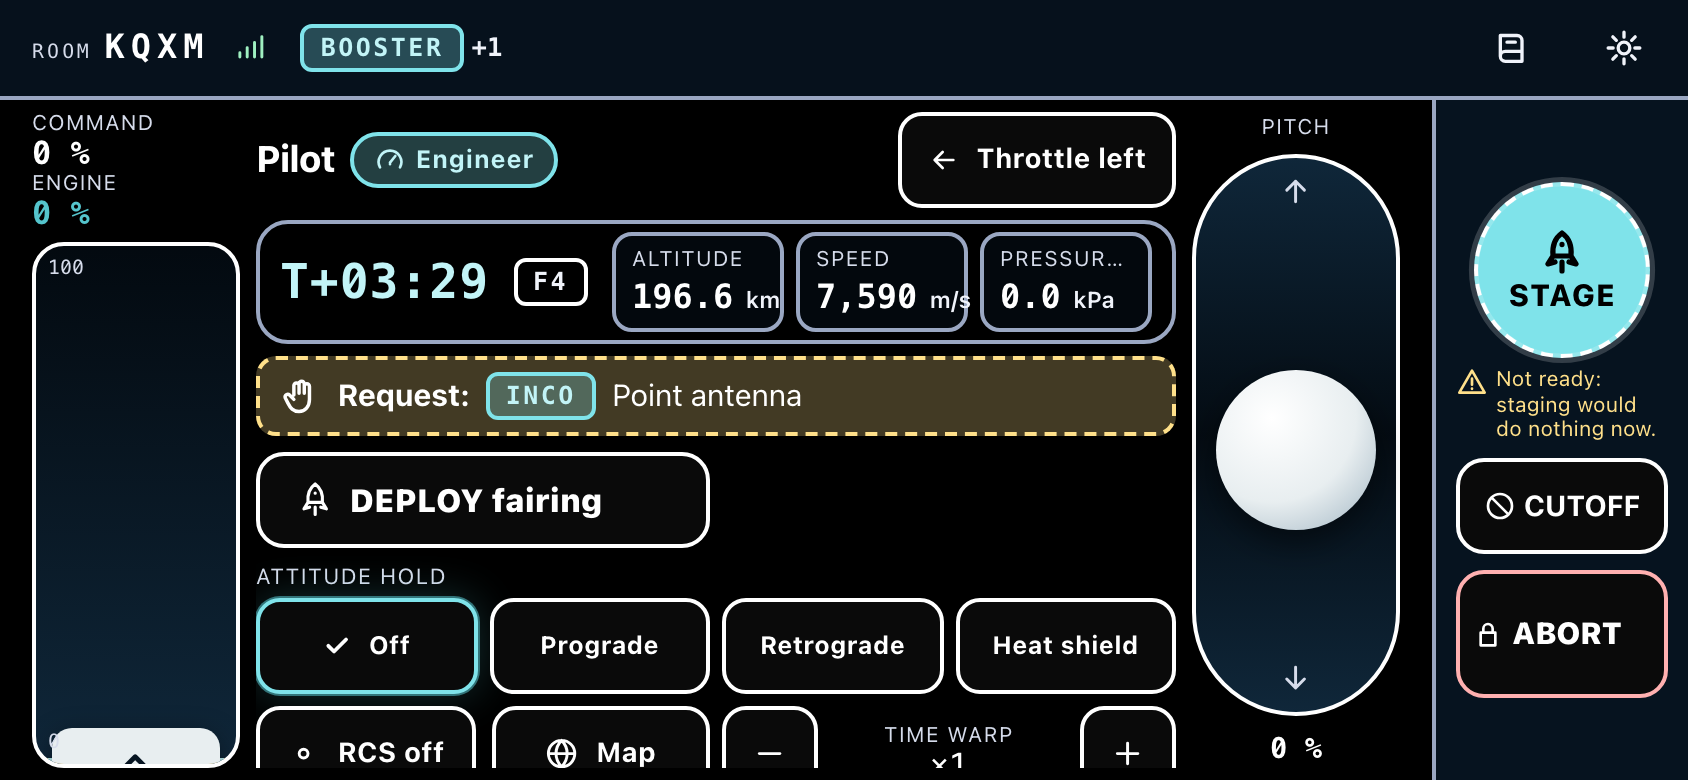 ROOM KQXM BOOSTER +1
COMMAND
0 %
ENGINE
0 %
100
0
Pilot Engineer
Throttle left
T+03:29 F4
ALTITUDE
196.6 km
SPEED
7,590 m/s
PRESSUR…
0.0 kPa
Request: INCO Point antenna
DEPLOY fairing
ATTITUDE HOLD
Off
Prograde
Retrograde
Heat shield
RCS off
Map
−
TIME WARP
×1
+
PITCH
0 %
STAGE
Not ready:
staging would
do nothing now.
CUTOFF
ABORT